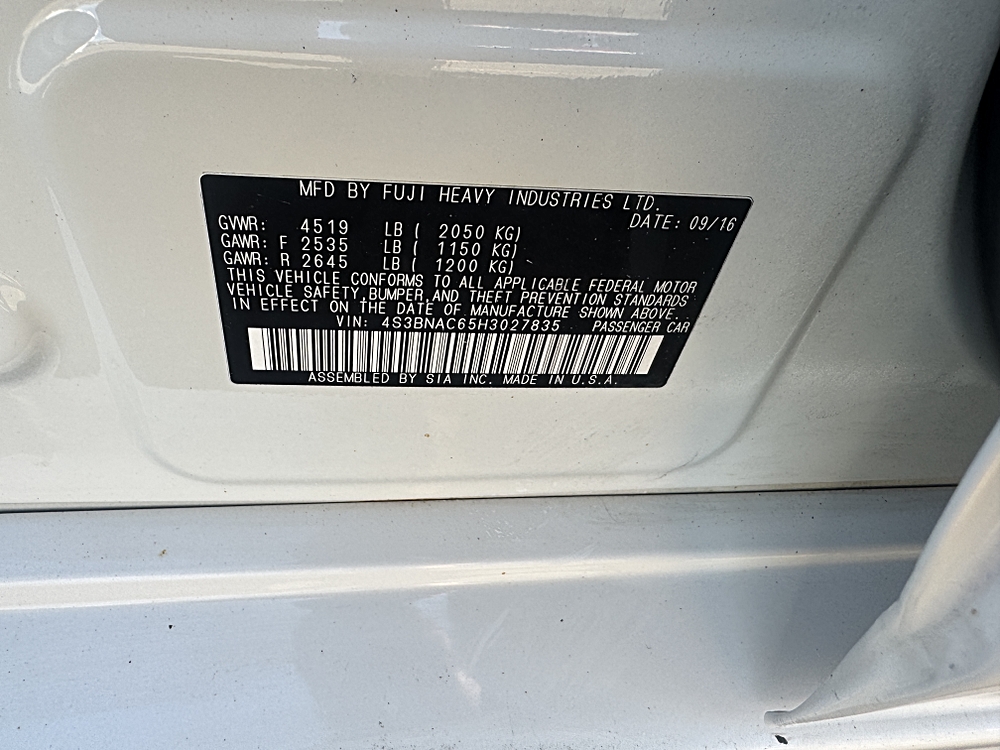 MFD BY FUJI HEAVY INDUSTRIES LTD.
DATE: 09/16
GVWR: 4519 LB ( 2050 KG)
GAWR: F 2535 LB ( 1150 KG)
GAWR: R 2645 LB ( 1200 KG)
THIS VEHICLE CONFORMS TO ALL APPLICABLE FEDERAL MOTOR
VEHICLE SAFETY,BUMPER,AND THEFT PREVENTION STANDARDS
IN EFFECT ON THE DATE OF MANUFACTURE SHOWN ABOVE.
VIN: 4S3BNAC65H3027835 PASSENGER CAR
ASSEMBLED BY SIA INC. MADE IN U.S.A.